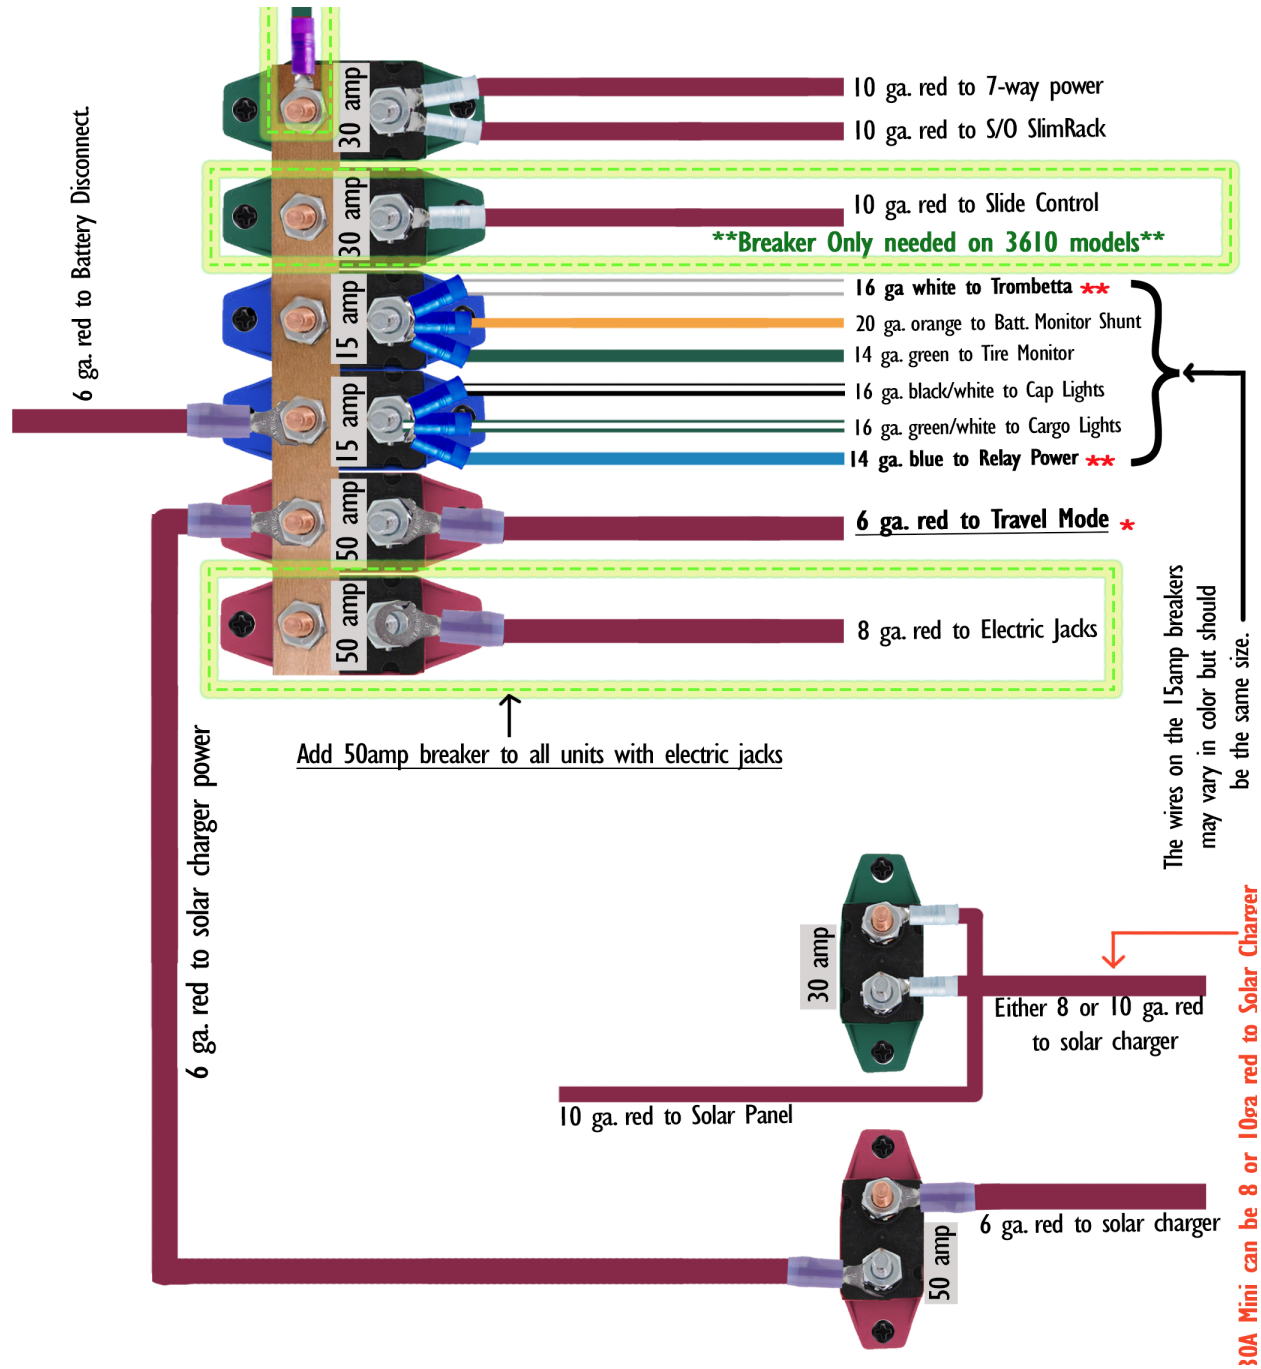 30 amp
10 ga. red to 7-way power
10 ga. red to S/O SlimRack
6 ga. red to Battery Disconnect.
30 amp
10 ga. red to Slide Control
**Breaker Only needed on 3610 models**
15 amp
16 ga white to Trombetta **
20 ga. orange to Batt. Monitor Shunt
14 ga. green to Tire Monitor
15 amp
16 ga. black/white to Cap Lights
16 ga. green/white to Cargo Lights
14 ga. blue to Relay Power **
50 amp
6 ga. red to Travel Mode *
50 amp
8 ga. red to Electric Jacks
The wires on the 15amp breakers
may vary in color but should
be the same size.
Add 50amp breaker to all units with electric jacks
6 ga. red to solar charger power
30 amp
Either 8 or 10 ga. red
to solar charger
10 ga. red to Solar Panel
30A Mini can be 8 or 10ga red to Solar Charger
6 ga. red to solar charger
50 amp